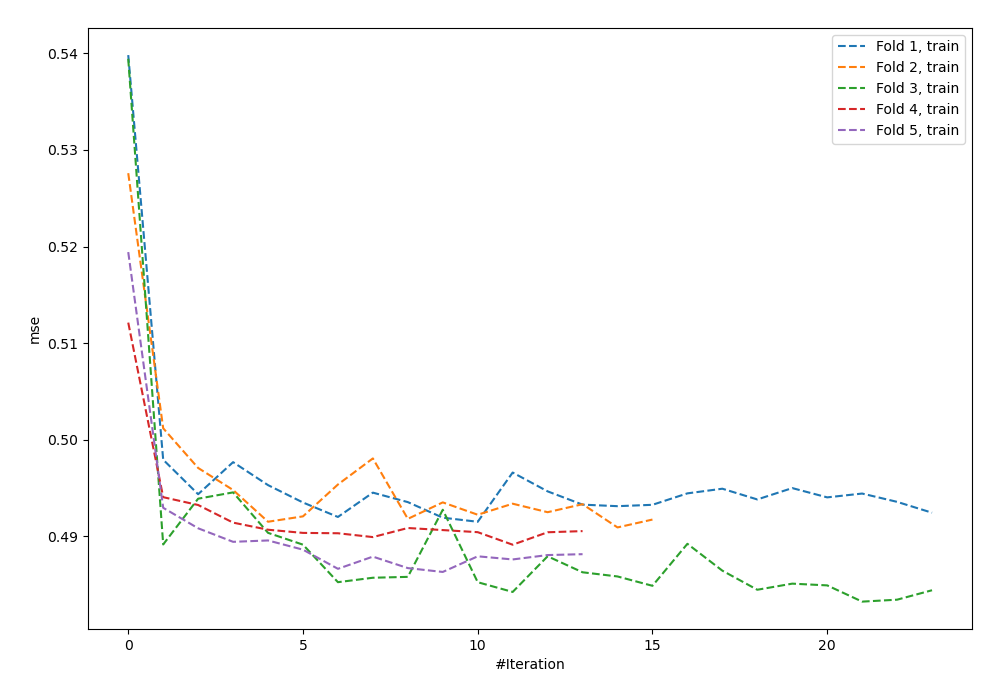 0.54
0.53
0.52
0.51
0.50
0.49
mse
0
5
10
15
20
#Iteration
Fold 1, train
Fold 2, train
Fold 3, train
Fold 4, train
Fold 5, train